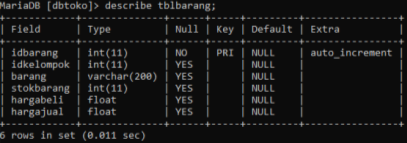 MariaDB [dbtoko]> describe tblbarang;
+------------+--------------+------+-----+---------+----------------+
| Field      | Type         | Null | Key | Default | Extra          |
+------------+--------------+------+-----+---------+----------------+
| idbarang   | int(11)      | NO   | PRI | NULL    | auto_increment |
| idkelompok | int(11)      | YES  |     | NULL    |                |
| barang     | varchar(200) | YES  |     | NULL    |                |
| stokbarang | int(11)      | YES  |     | NULL    |                |
| hargabeli  | float        | YES  |     | NULL    |                |
| hargajual  | float        | YES  |     | NULL    |                |
+------------+--------------+------+-----+---------+----------------+
6 rows in set (0.011 sec)